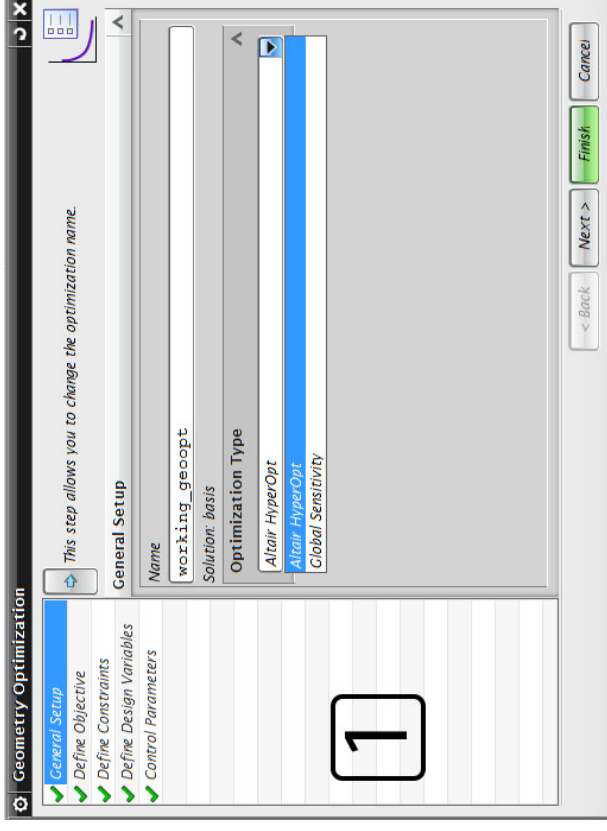 Geometry Optimization
General Setup
Define Objective
Define Constraints
Define Design Variables
Control Parameters
1
This step allows you to change the optimization name.
General Setup
Name
working_geoopt
Solution: basis
Optimization Type
Altair HyperOpt
Altair HyperOpt
Global Sensitivity
< Back
Next >
Finish
Cancel